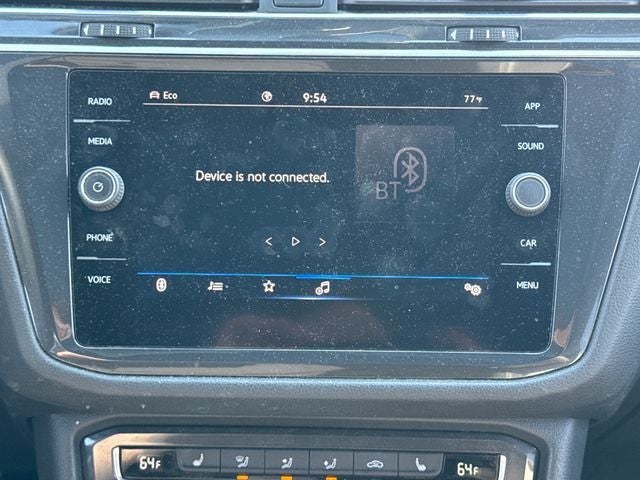 Eco 9:54 77°F
RADIO
MEDIA
PHONE
VOICE
Device is not connected.
BT
APP
SOUND
CAR
MENU
64F 64F